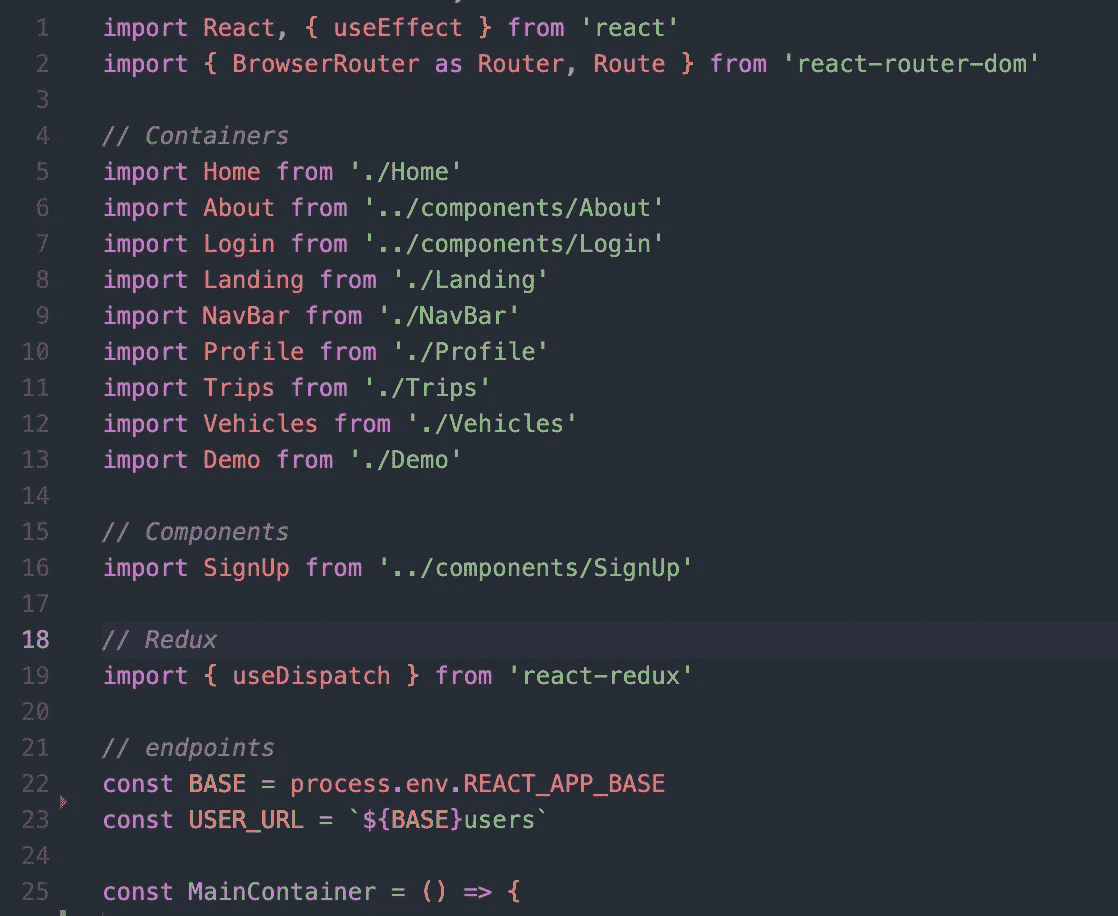 1 import React, { useEffect } from 'react'
2 import { BrowserRouter as Router, Route } from 'react-router-dom'
3
4 // Containers
5 import Home from './Home'
6 import About from '../components/About'
7 import Login from '../components/Login'
8 import Landing from './Landing'
9 import NavBar from './NavBar'
10 import Profile from './Profile'
11 import Trips from './Trips'
12 import Vehicles from './Vehicles'
13 import Demo from './Demo'
14
15 // Components
16 import SignUp from '../components/SignUp'
17
18 // Redux
19 import { useDispatch } from 'react-redux'
20
21 // endpoints
22 const BASE = process.env.REACT_APP_BASE
23 const USER_URL = `${BASE}users`
24
25 const MainContainer = () => {